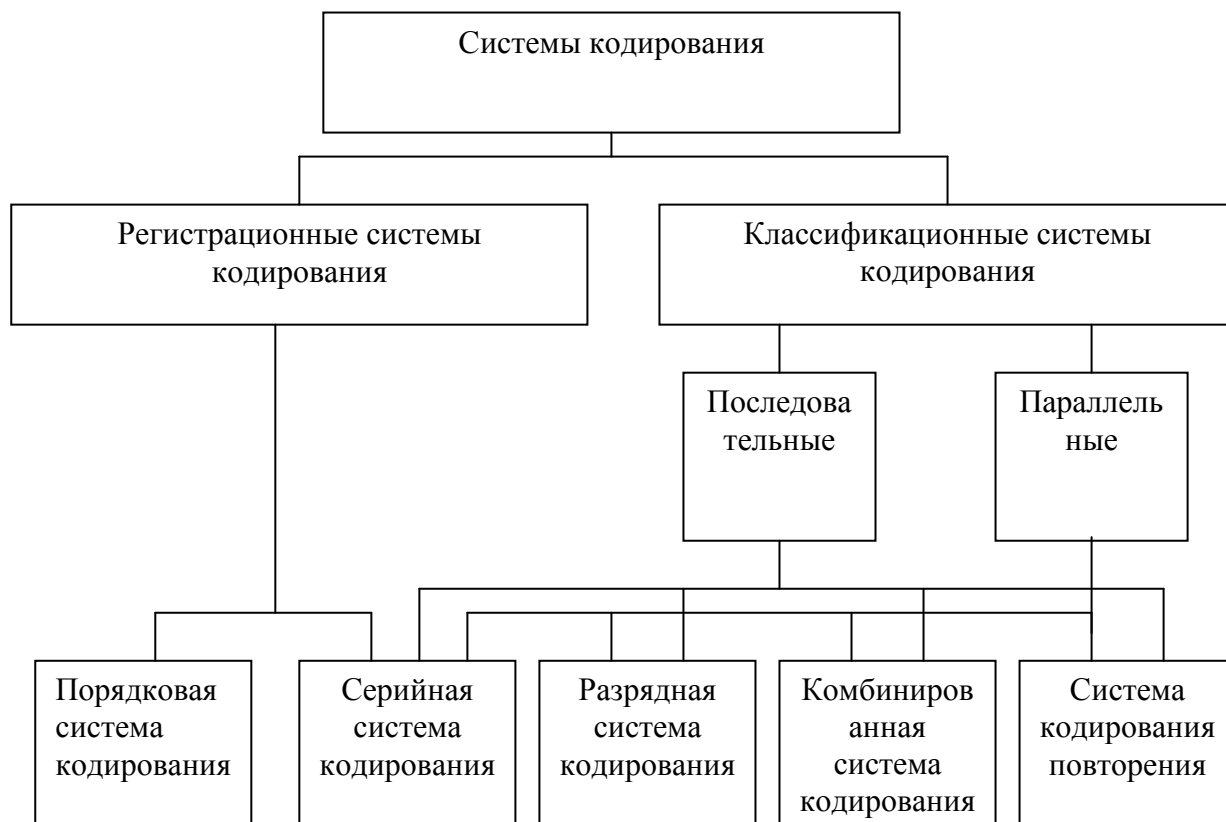 Системы кодирования
Регистрационные системы
кодирования
Классификационные системы
кодирования
Последова
тельные
Параллель
ные
Порядковая
система
кодирования
Серийная
система
кодирования
Разрядная
система
кодирования
Комбиниров
анная
система
кодирования
Система
кодирования
повторения